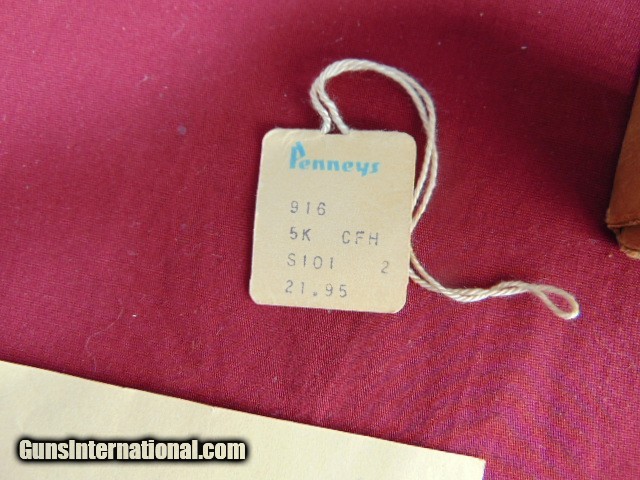 Penneys
916
5K CFH
S101 2
21.95
GunsInternational.com